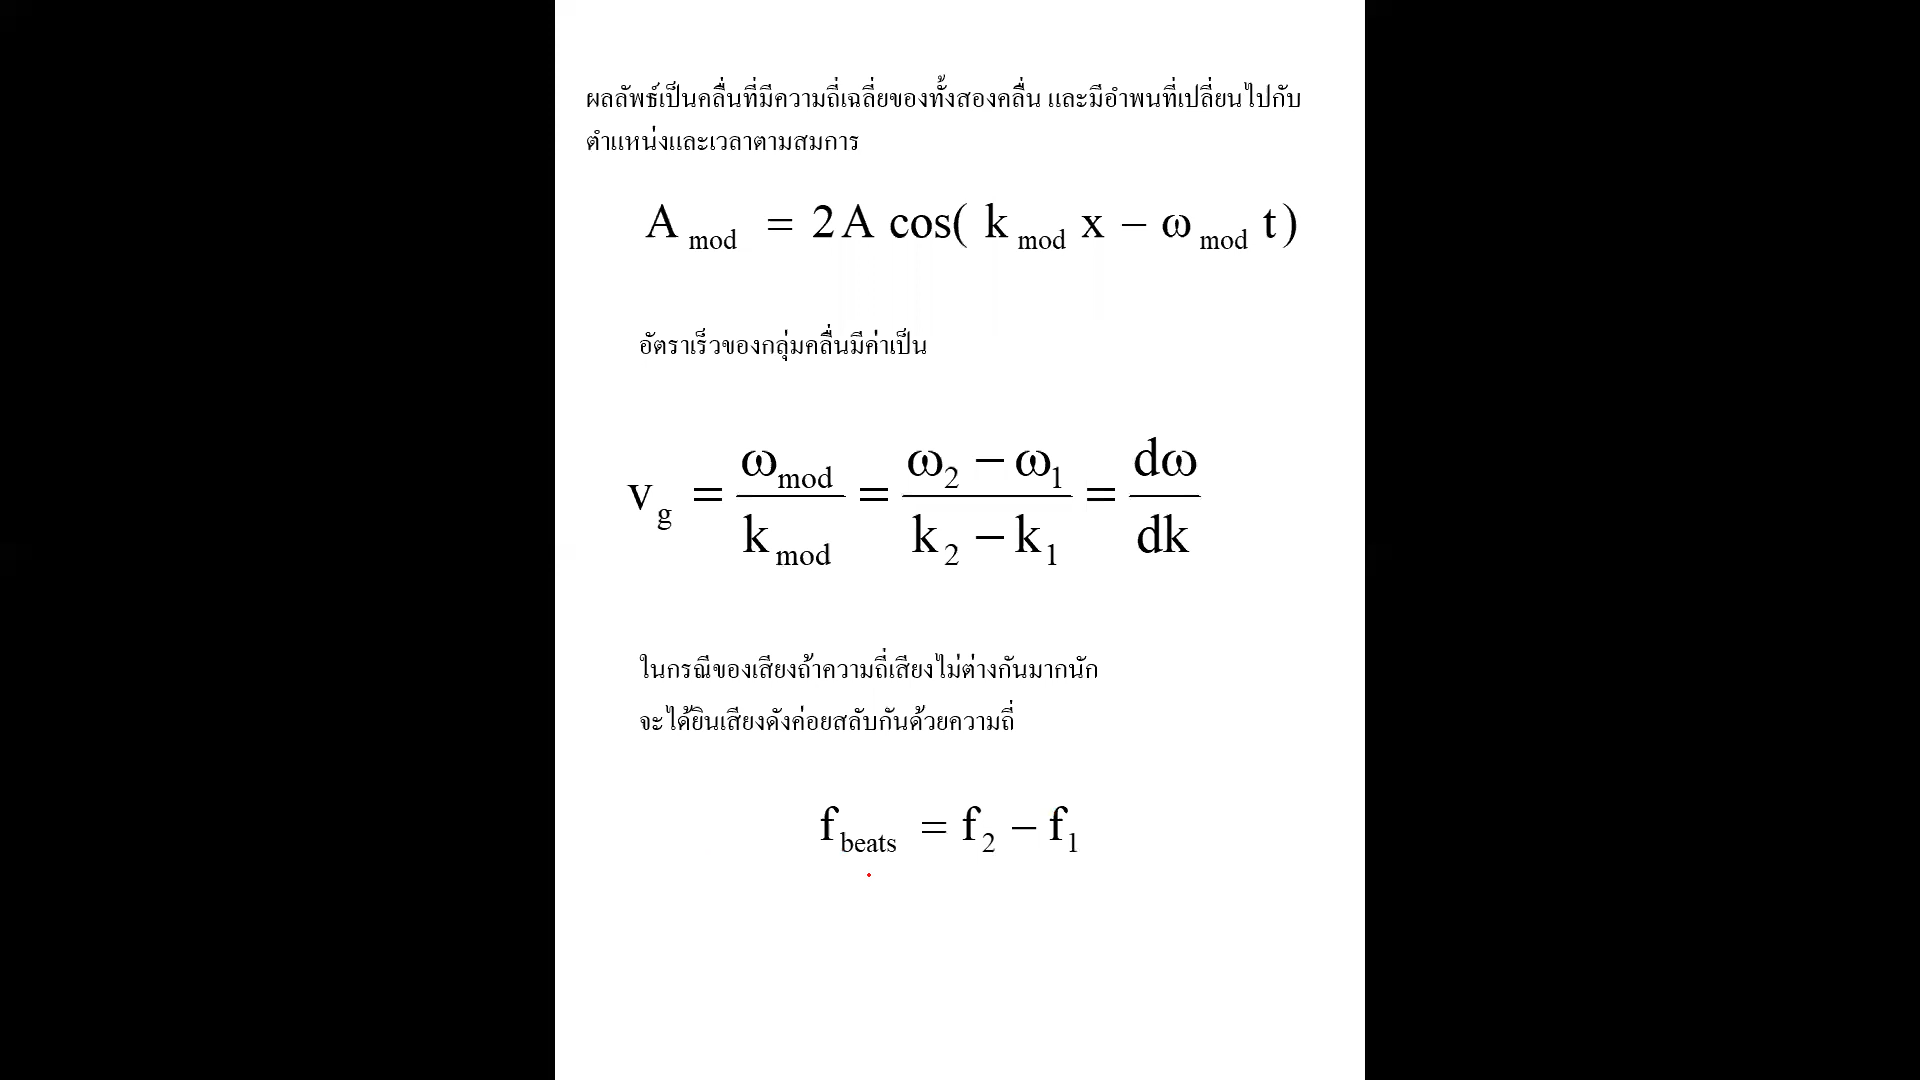 ผลลัพธ์เป็นคลื่นที่มีความถี่เฉลี่ยของทั้งสองคลื่น และมีอำพนที่เปลี่ยนไปกับ
ตำแหน่งและเวลาตามสมการ
A mod = 2A cos( k mod x − ω mod t)
อัตราเร็วของกลุ่มคลื่นมีค่าเป็น
v g = ω mod / k mod = ω2 − ω1 / k2 − k1 = dω / dk
ในกรณีของเสียงถ้าความถี่เสียงไม่ต่างกันมากนัก
จะได้ยินเสียงดังค่อยสลับกันด้วยความถี่
f beats = f2 − f1